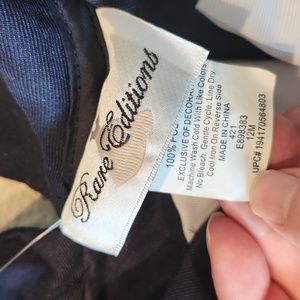 Rare Editions
100% POL
EXCLUSIVE OF DECORAT
Machine Wash Cold With Like Colors
No Bleach, Gentle Cycle, Line Dry
Cool Iron On Reverse Side
MADE IN CHINA
421
E898383
12M
UPC# 194170564803